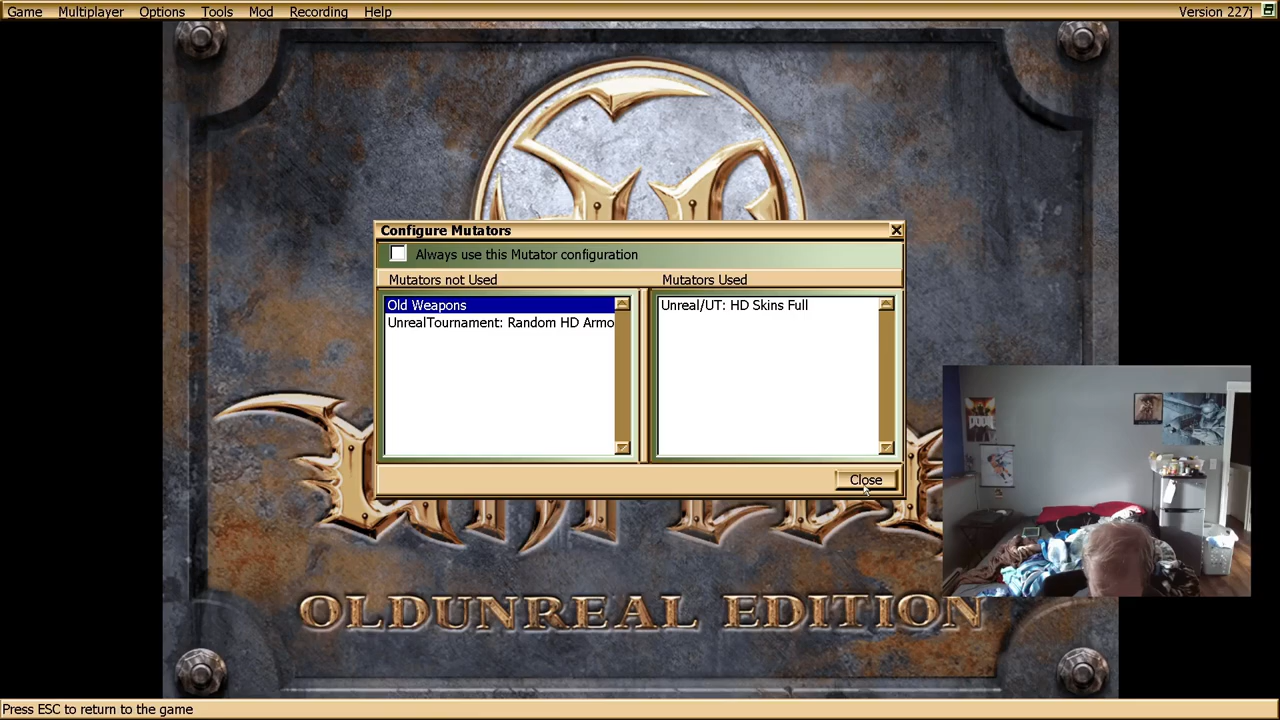 Game Multiplayer Options Tools Mod Recording Help Version 227j
Configure Mutators
Always use this Mutator configuration
Mutators not Used Mutators Used
Old Weapons Unreal/UT: HD Skins Full
UnrealTournament: Random HD Armo
Close
OLDUNREAL EDITION
Press ESC to return to the game